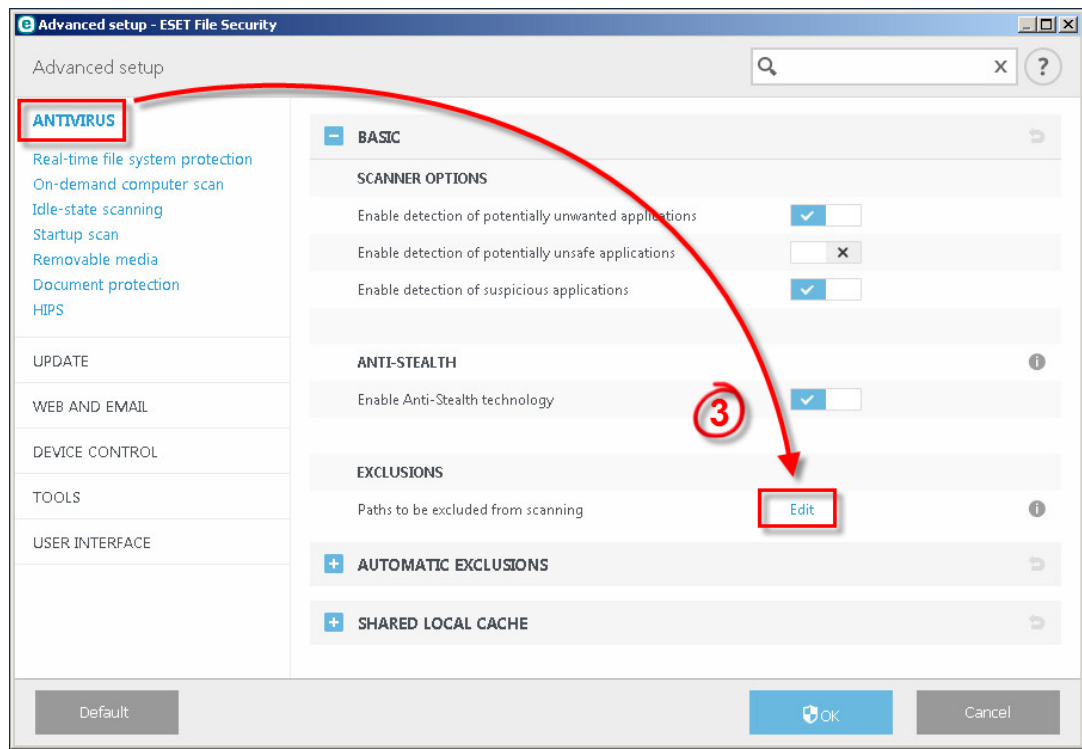 Advanced setup - ESET File Security
Advanced setup
?
ANTIVIRUS
Real-time file system protection
On-demand computer scan
Idle-state scanning
Startup scan
Removable media
Document protection
HIPS
UPDATE
WEB AND EMAIL
DEVICE CONTROL
TOOLS
USER INTERFACE
BASIC
SCANNER OPTIONS
Enable detection of potentially unwanted applications
Enable detection of potentially unsafe applications
Enable detection of suspicious applications
ANTI-STEALTH
Enable Anti-Stealth technology
3
EXCLUSIONS
Paths to be excluded from scanning Edit
AUTOMATIC EXCLUSIONS
SHARED LOCAL CACHE
Default
OK
Cancel